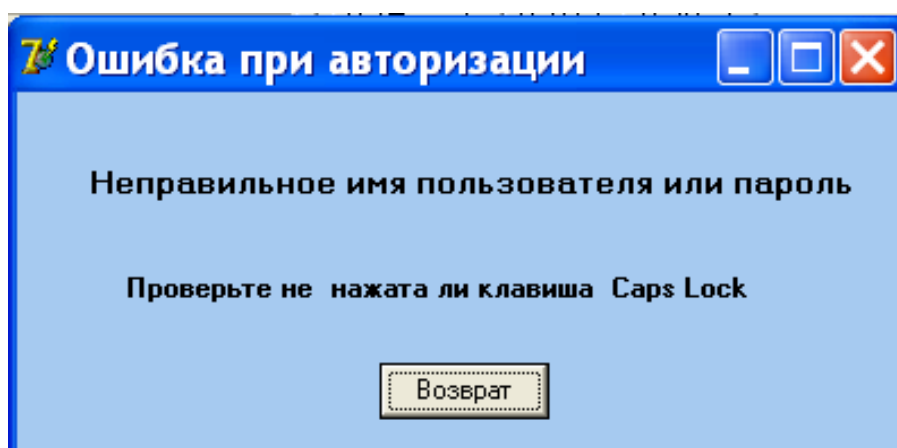 Ошибка при авторизации
Неправильное имя пользователя или пароль
Проверьте не нажата ли клавиша Caps Lock
Возврат